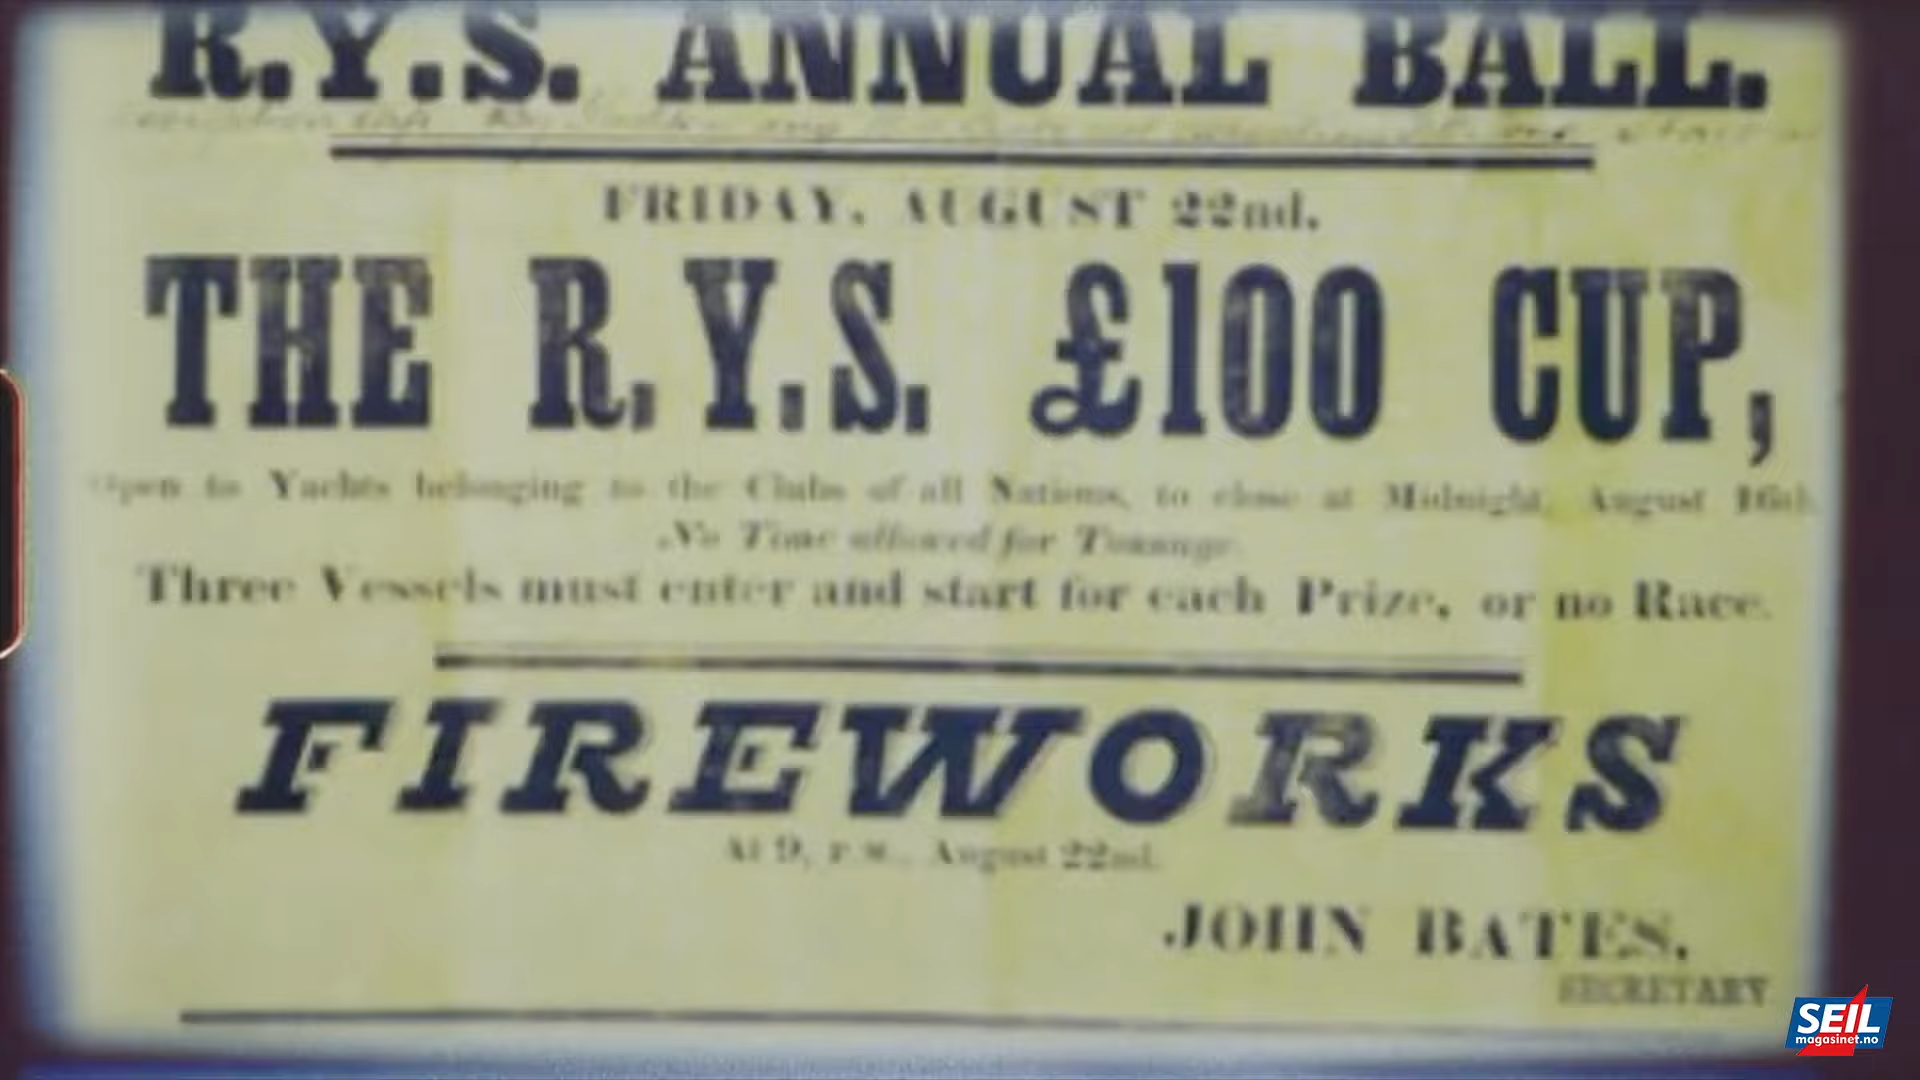 R.Y.S. ANNUAL BALL.
FRIDAY, AUGUST 22nd.
THE R.Y.S. £100 CUP,
Open to Yachts belonging to the Clubs of all Nations, to close at Midnight, August 16th.
No Time allowed for Tonnage.
Three Vessels must enter and start for each Prize, or no Race.
FIREWORKS
At 9, P.M., August 22nd.
JOHN BATES,
SECRETARY
SEIL
magasinet.no